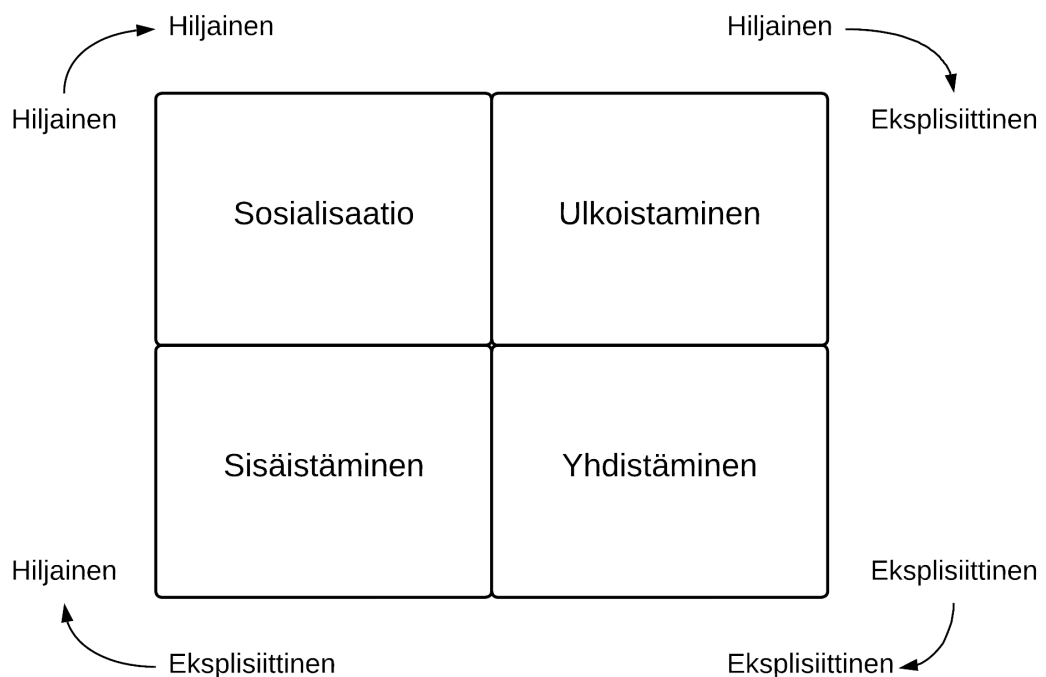 Hiljainen
Hiljainen
Hiljainen
Eksplisiittinen
Sosialisaatio
Ulkoistaminen
Sisäistäminen
Yhdistäminen
Hiljainen
Eksplisiittinen
Eksplisiittinen
Eksplisiittinen